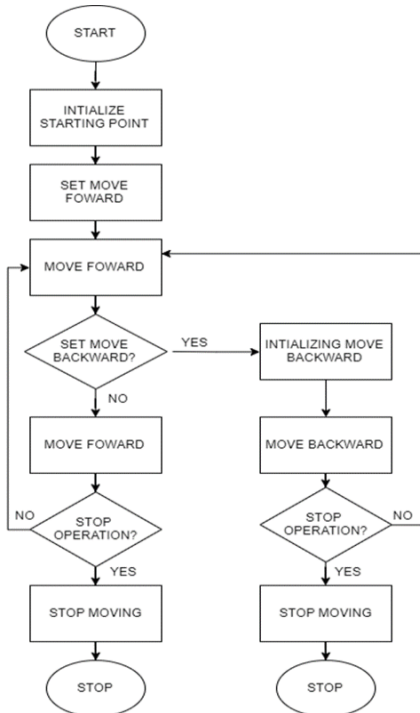 START
INTIALIZE
STARTING POINT
SET MOVE
FOWARD
MOVE FOWARD
SET MOVE
BACKWARD?
YES
INTIALIZING MOVE
BACKWARD
NO
MOVE FOWARD
MOVE BACKWARD
NO
STOP
OPERATION?
STOP
OPERATION?
NO
YES
YES
STOP MOVING
STOP MOVING
STOP
STOP